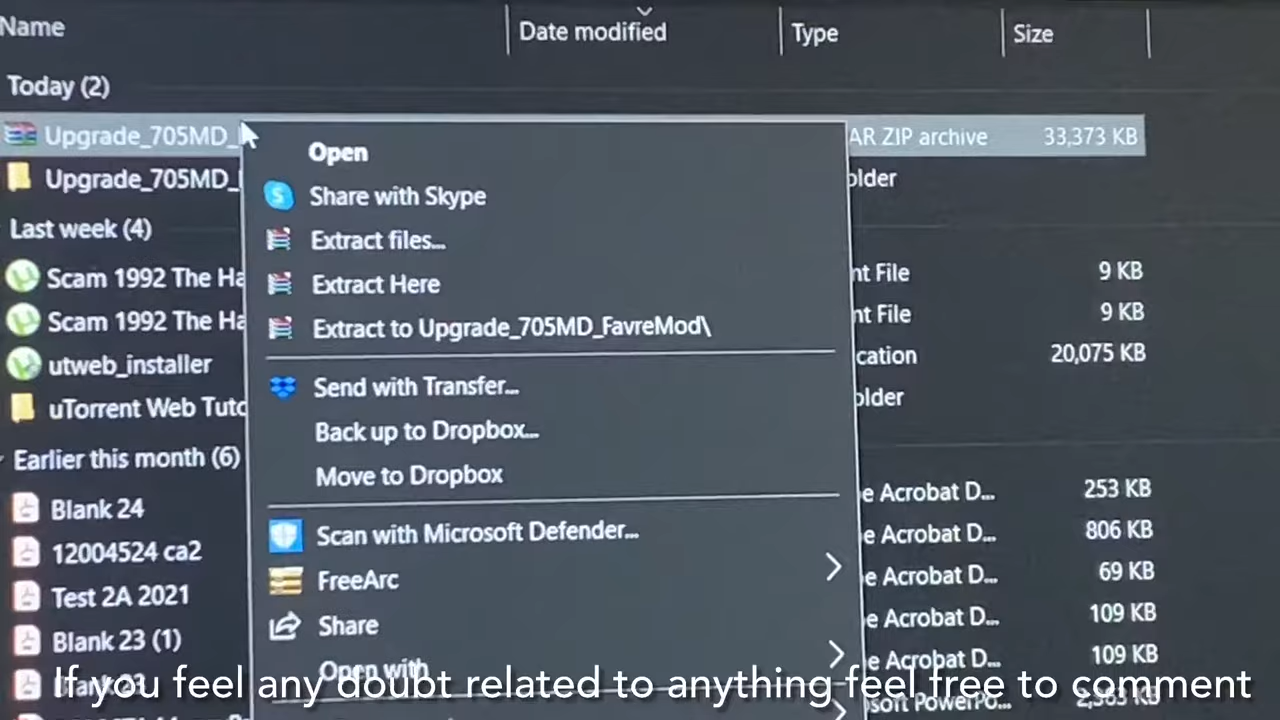 Name Date modified Type Size
Today (2)
Upgrade_705MD_ AR ZIP archive 33,373 KB
Upgrade_705MD_ older
Open
Share with Skype
Extract files...
Extract Here
Extract to Upgrade_705MD_FavreMod\
Send with Transfer...
Back up to Dropbox...
Move to Dropbox
Scan with Microsoft Defender...
FreeArc
Share
Open with
Last week (4)
Scam 1992 The Ha nt File 9 KB
Scam 1992 The Ha nt File 9 KB
utweb_installer cation 20,075 KB
uTorrent Web Tuto older
Earlier this month (6)
Blank 24 e Acrobat D... 253 KB
12004524 ca2 e Acrobat D... 806 KB
Test 2A 2021 e Acrobat D... 69 KB
Blank 23 (1) e Acrobat D... 109 KB
Blank 23 e Acrobat D... 109 KB
If you feel any doubt related to anything feel free to comment